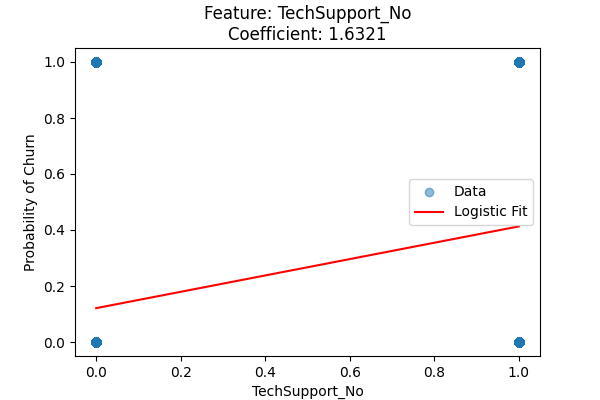 Feature: TechSupport_No
Coefficient: 1.6321
Probability of Churn
1.0
0.8
0.6
0.4
0.2
0.0
Data
Logistic Fit
0.0 0.2 0.4 0.6 0.8 1.0
TechSupport_No